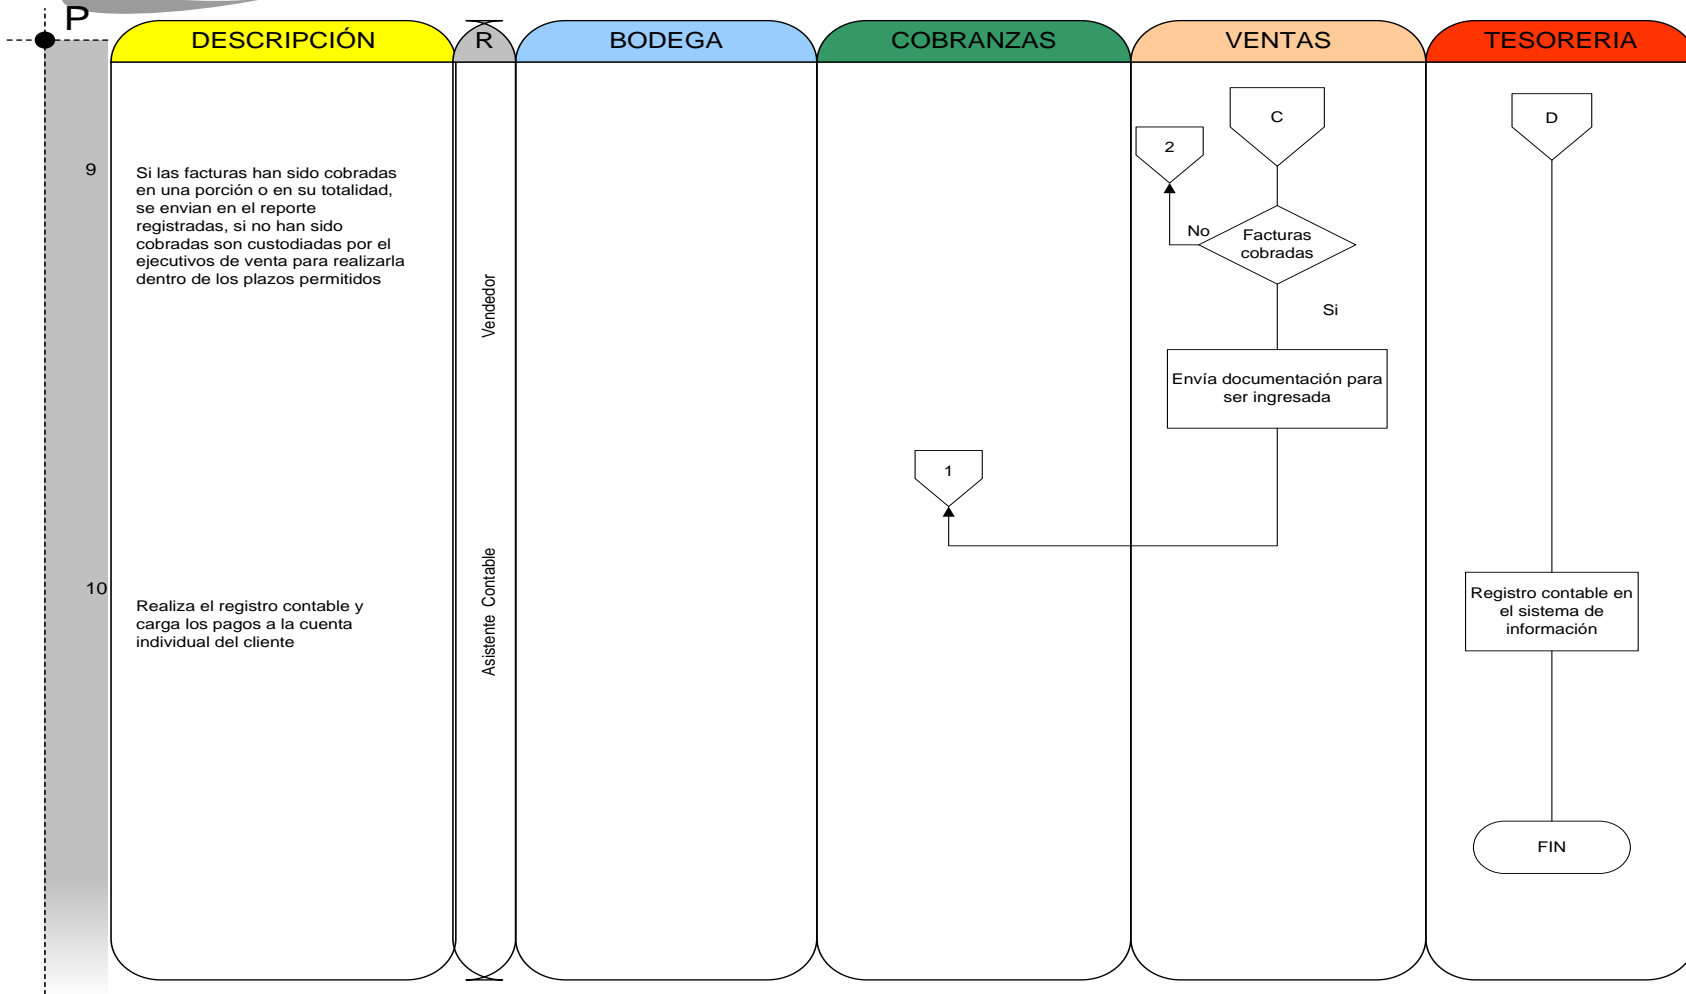 P
DESCRIPCIÓN
R
BODEGA
COBRANZAS
VENTAS
TESORERIA
C
D
2
9
Si las facturas han sido cobradas
en una porción o en su totalidad,
se envian en el reporte
registradas, si no han sido
cobradas son custodiadas por el
ejecutivos de venta para realizarla
dentro de los plazos permitidos
Vendedor
No
Facturas
cobradas
Si
Envía documentación para
ser ingresada
1
10
Realiza el registro contable y
carga los pagos a la cuenta
individual del cliente
Asistente Contable
Registro contable en
el sistema de
información
FIN